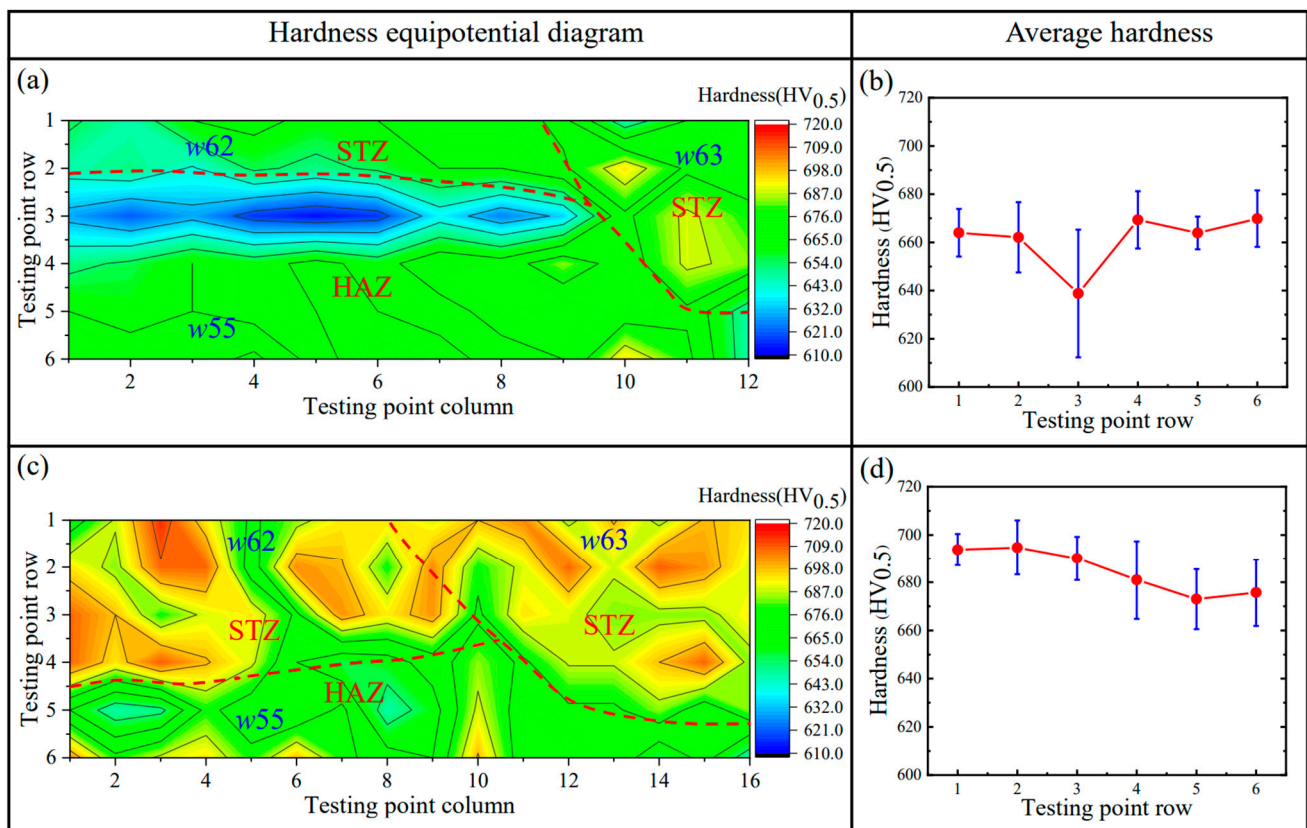 Hardness equipotential diagram
Average hardness
(a)
Hardness(HV0.5)
1
2
3
4
5
6
Testing point row
w62
STZ
w63
STZ
HAZ
w55
2
4
6
8
10
12
Testing point column
720.0
709.0
698.0
687.0
676.0
665.0
654.0
643.0
632.0
621.0
610.0
(b)
720
700
680
660
640
620
600
Hardness (HV0.5)
1 2 3 4 5 6
Testing point row
(c)
Hardness(HV0.5)
1
2
3
4
5
6
Testing point row
w62
w63
STZ
STZ
HAZ
w55
2
4
6
8
10
12
14
16
Testing point column
720.0
709.0
698.0
687.0
676.0
665.0
654.0
643.0
632.0
621.0
610.0
(d)
720
700
680
660
640
620
600
Hardness (HV0.5)
1 2 3 4 5 6
Testing point row